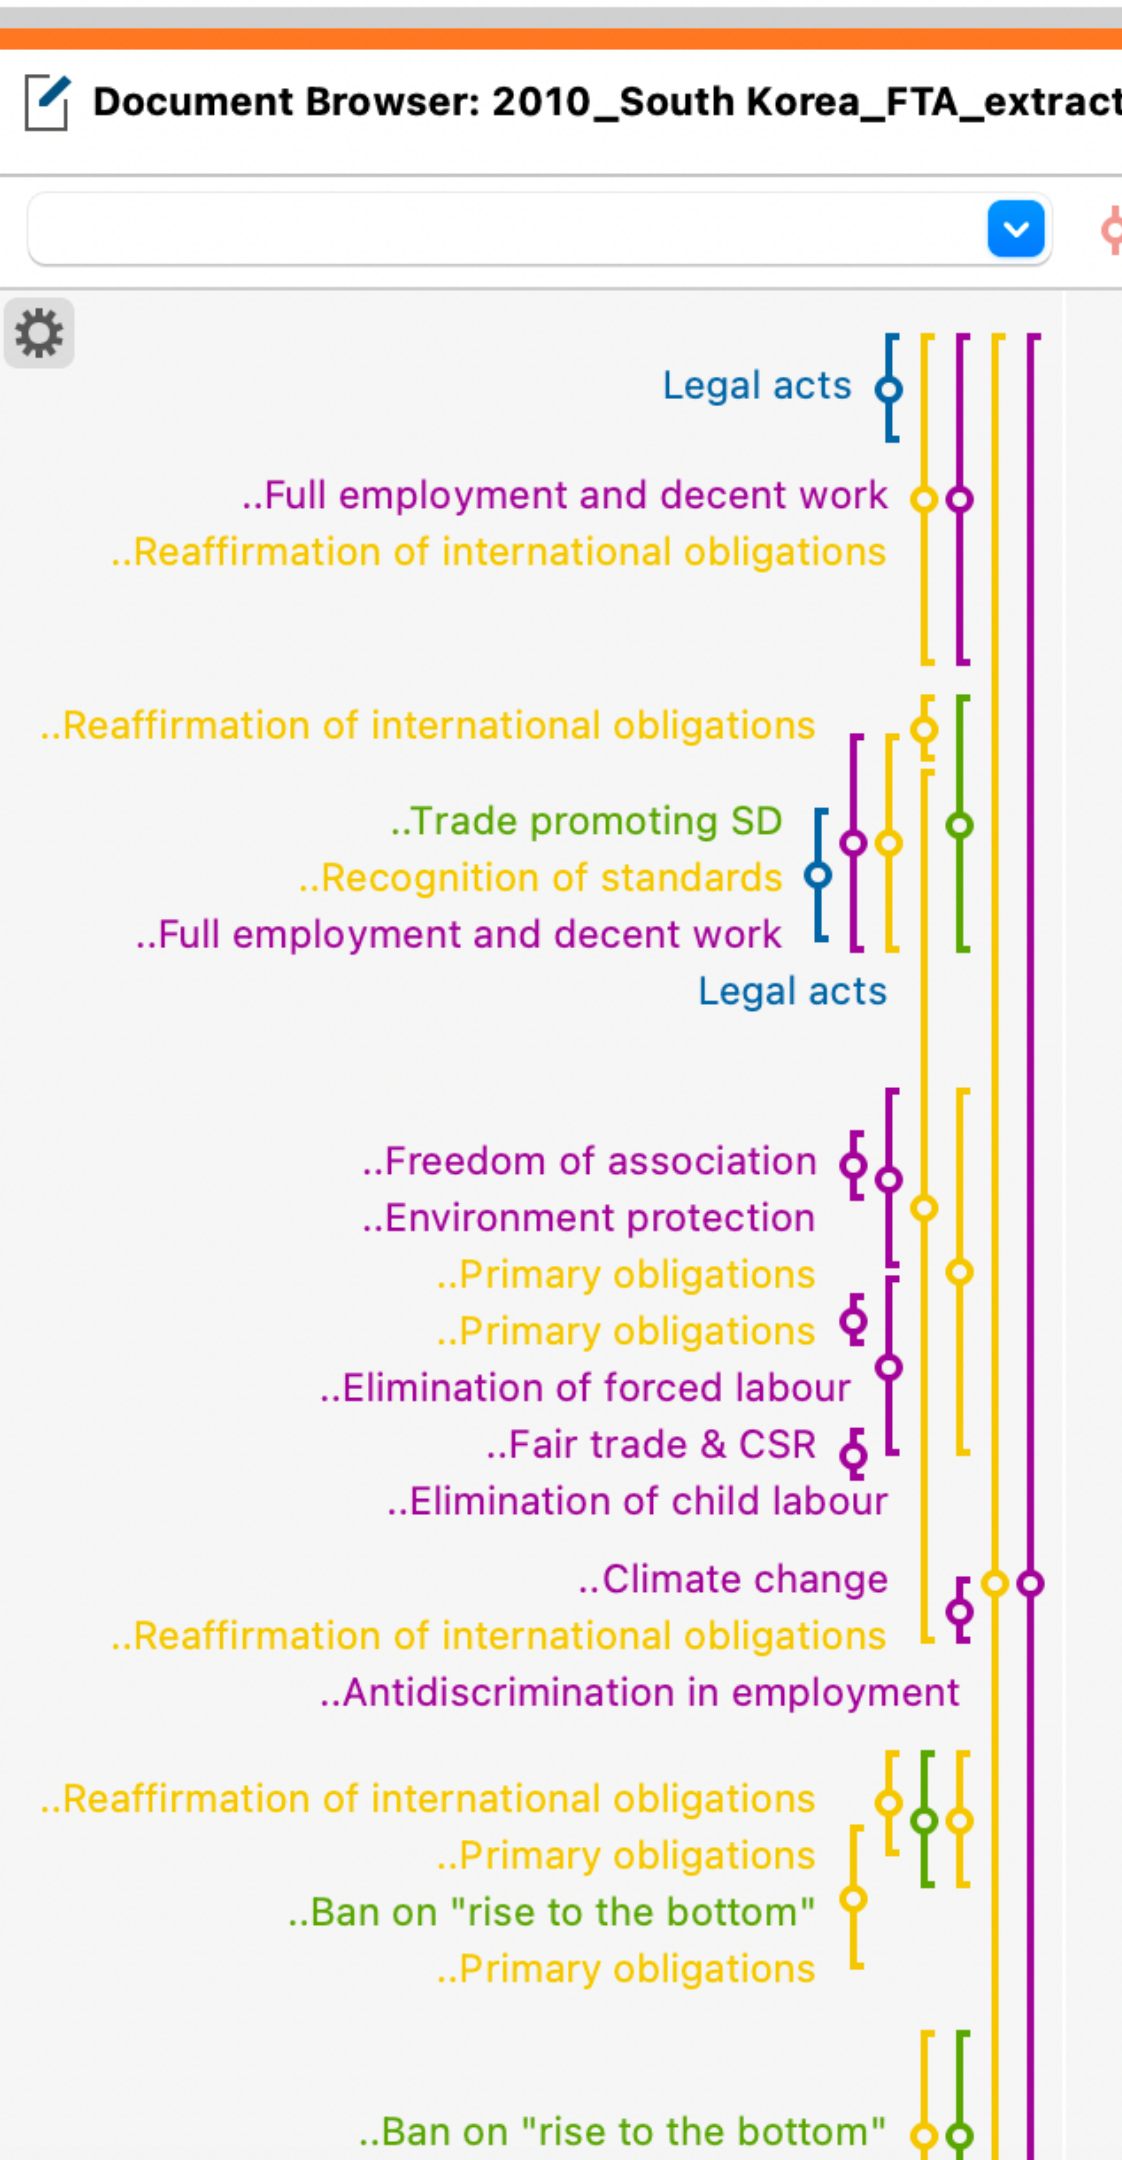 Document Browser: 2010_South Korea_FTA_extract
Legal acts
..Full employment and decent work
..Reaffirmation of international obligations
..Reaffirmation of international obligations
..Trade promoting SD
..Recognition of standards
..Full employment and decent work
Legal acts
..Freedom of association
..Environment protection
..Primary obligations
..Primary obligations
..Elimination of forced labour
..Fair trade & CSR
..Elimination of child labour
..Climate change
..Reaffirmation of international obligations
..Antidiscrimination in employment
..Reaffirmation of international obligations
..Primary obligations
..Ban on "rise to the bottom"
..Primary obligations
..Ban on "rise to the bottom"